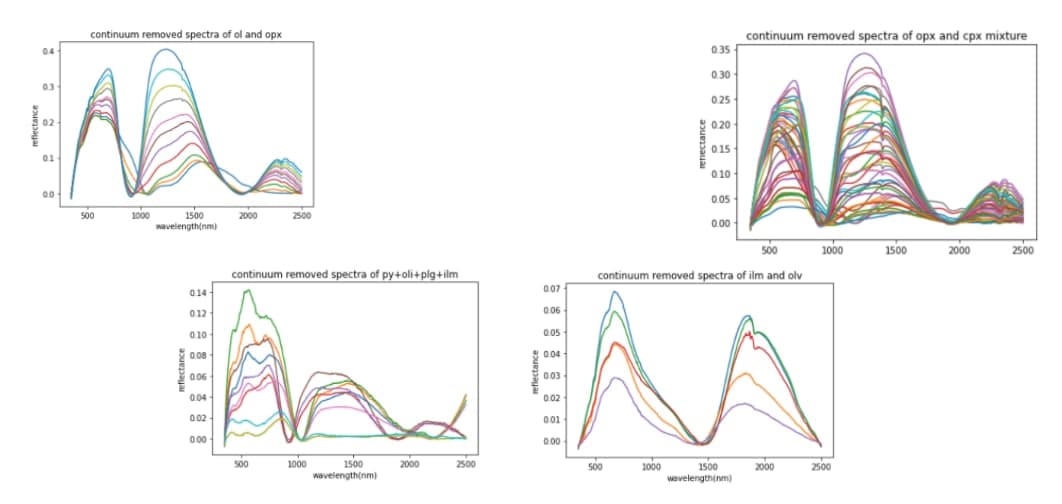 continuum removed spectra of ol and opx
0.4
0.3
0.2
0.1
0.0
reflectance
500 1000 1500 2000 2500
wavelength(nm)
continuum removed spectra of opx and cpx mixture
0.35
0.30
0.25
0.20
0.15
0.10
0.05
0.00
reflectance
500 1000 1500 2000 2500
continuum removed spectra of py+oli+plg+ilm
0.14
0.12
0.10
0.08
0.06
0.04
0.02
0.00
reflectance
500 1000 1500 2000 2500
wavelength(nm)
continuum removed spectra of ilm and olv
0.07
0.06
0.05
0.04
0.03
0.02
0.01
0.00
reflectance
500 1000 1500 2000 2500
wavelength(nm)